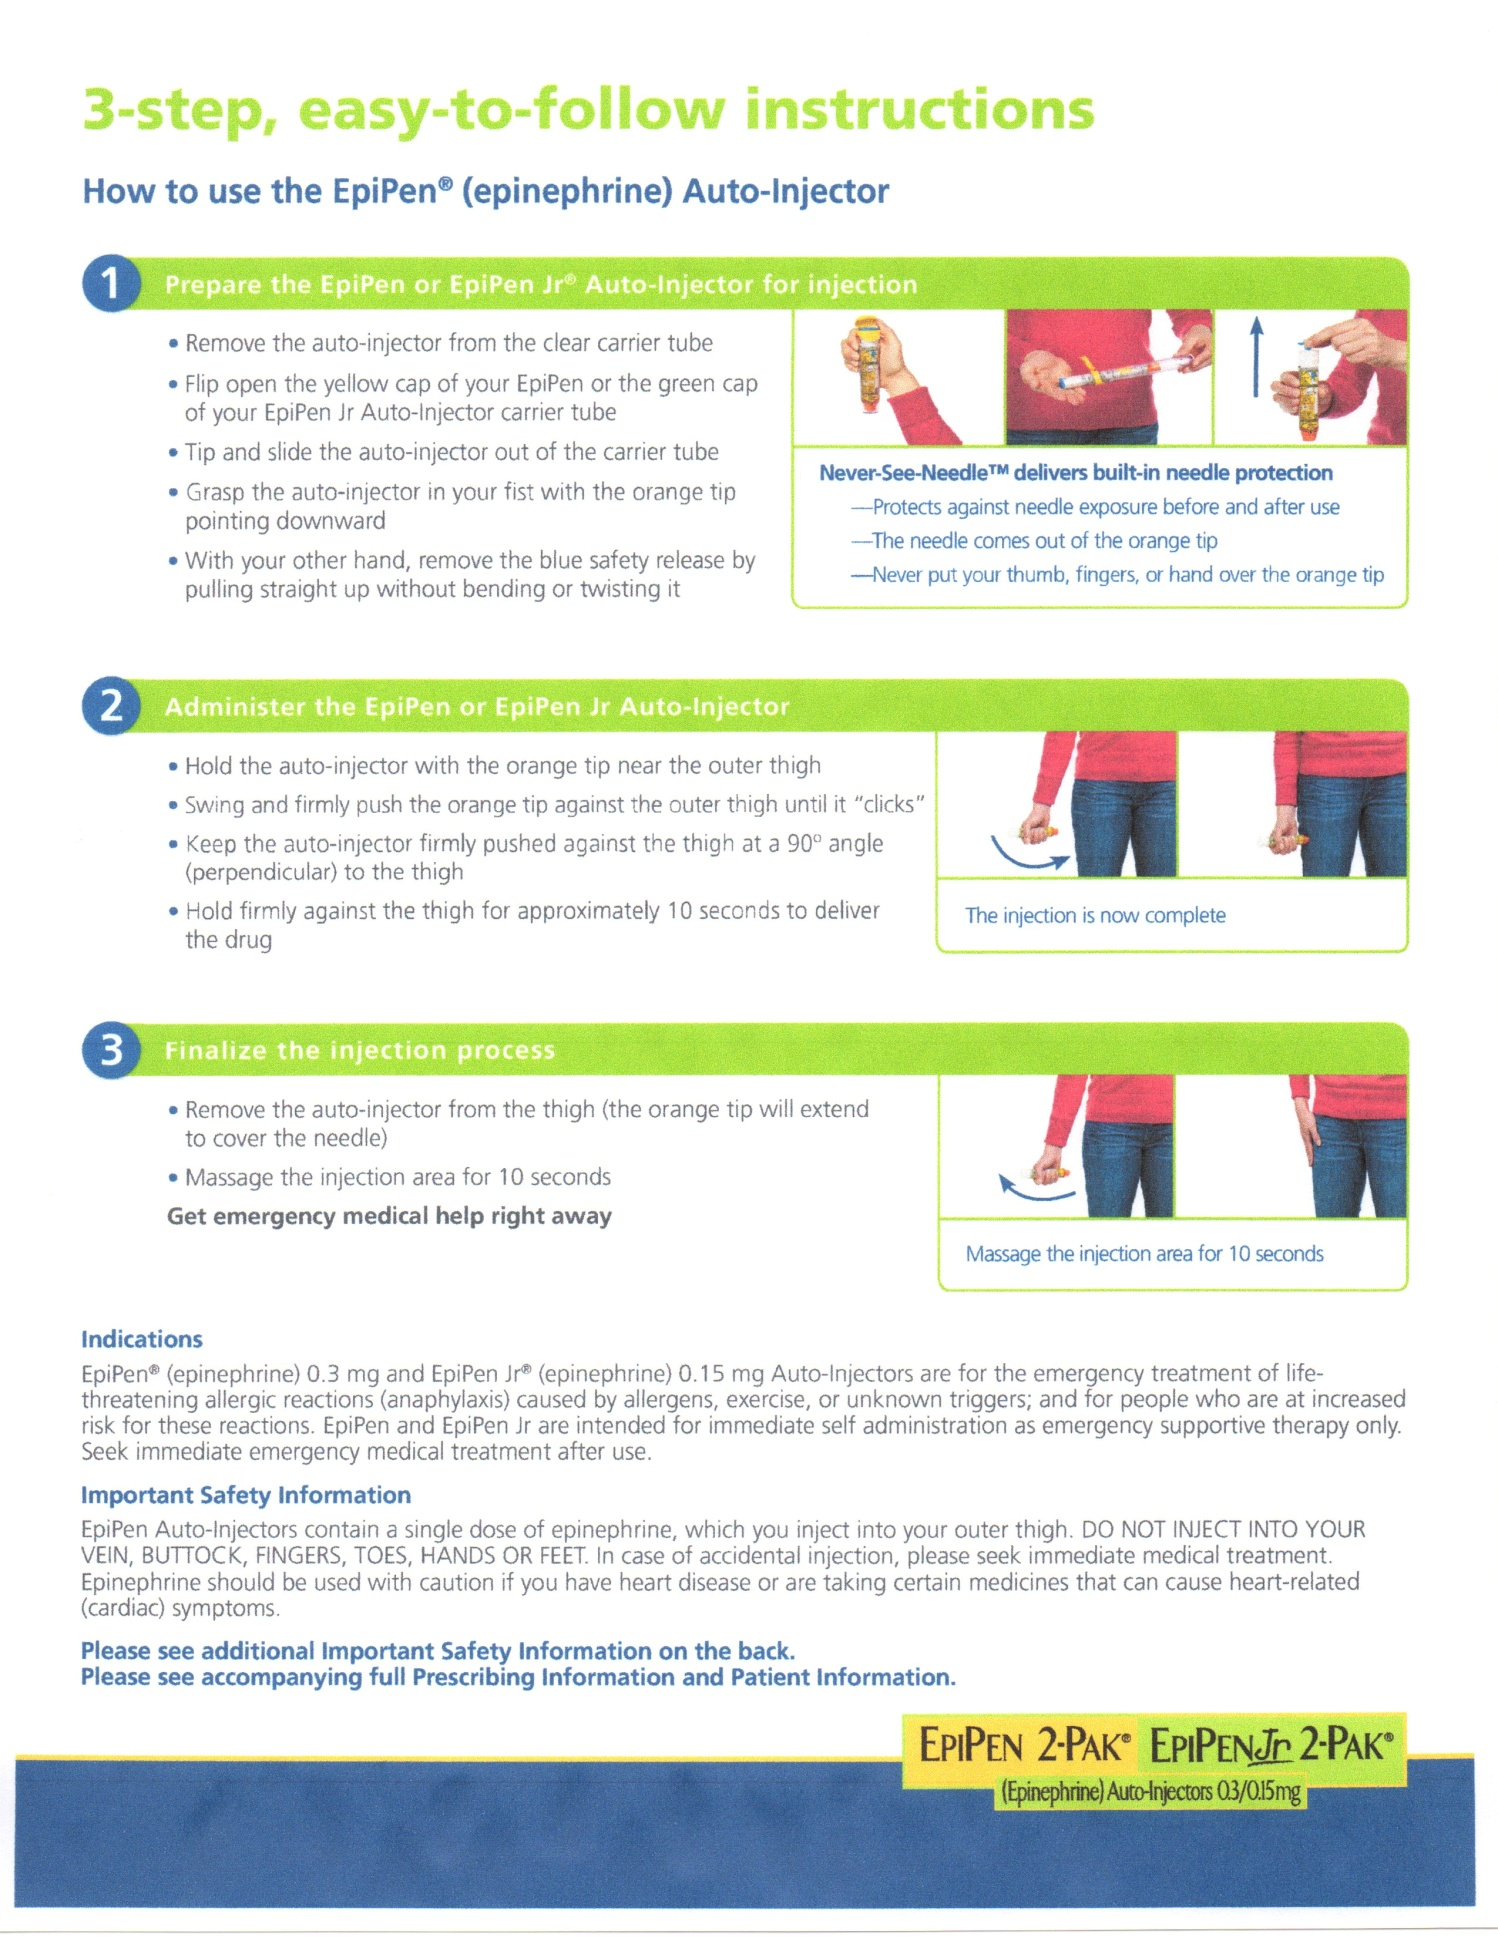 3-step, easy-to-follow instructions
How to use the EpiPen® (epinephrine) Auto-Injector
1 Prepare the EpiPen or EpiPen Jr® Auto-Injector for injection
• Remove the auto-injector from the clear carrier tube
• Flip open the yellow cap of your EpiPen or the green cap
of your EpiPen Jr Auto-Injector carrier tube
• Tip and slide the auto-injector out of the carrier tube
• Grasp the auto-injector in your fist with the orange tip
pointing downward
• With your other hand, remove the blue safety release by
pulling straight up without bending or twisting it
Never-See-Needle™ delivers built-in needle protection
—Protects against needle exposure before and after use
—The needle comes out of the orange tip
—Never put your thumb, fingers, or hand over the orange tip
2 Administer the EpiPen or EpiPen Jr Auto-Injector
• Hold the auto-injector with the orange tip near the outer thigh
• Swing and firmly push the orange tip against the outer thigh until it "clicks"
• Keep the auto-injector firmly pushed against the thigh at a 90º angle
(perpendicular) to the thigh
• Hold firmly against the thigh for approximately 10 seconds to deliver
the drug
The injection is now complete
3 Finalize the injection process
• Remove the auto-injector from the thigh (the orange tip will extend
to cover the needle)
• Massage the injection area for 10 seconds
Get emergency medical help right away
Massage the injection area for 10 seconds
Indications
EpiPen® (epinephrine) 0.3 mg and EpiPen Jr® (epinephrine) 0.15 mg Auto-Injectors are for the emergency treatment of life-
threatening allergic reactions (anaphylaxis) caused by allergens, exercise, or unknown triggers; and for people who are at increased
risk for these reactions. EpiPen and EpiPen Jr are intended for immediate self administration as emergency supportive therapy only.
Seek immediate emergency medical treatment after use.
Important Safety Information
EpiPen Auto-Injectors contain a single dose of epinephrine, which you inject into your outer thigh. DO NOT INJECT INTO YOUR
VEIN, BUTTOCK, FINGERS, TOES, HANDS OR FEET. In case of accidental injection, please seek immediate medical treatment.
Epinephrine should be used with caution if you have heart disease or are taking certain medicines that can cause heart-related
(cardiac) symptoms.
Please see additional Important Safety Information on the back.
Please see accompanying full Prescribing Information and Patient Information.
EPIPEN 2-PAK® EPIPEN Jr 2-PAK®
(Epinephrine) Auto-Injectors 0.3/0.15mg